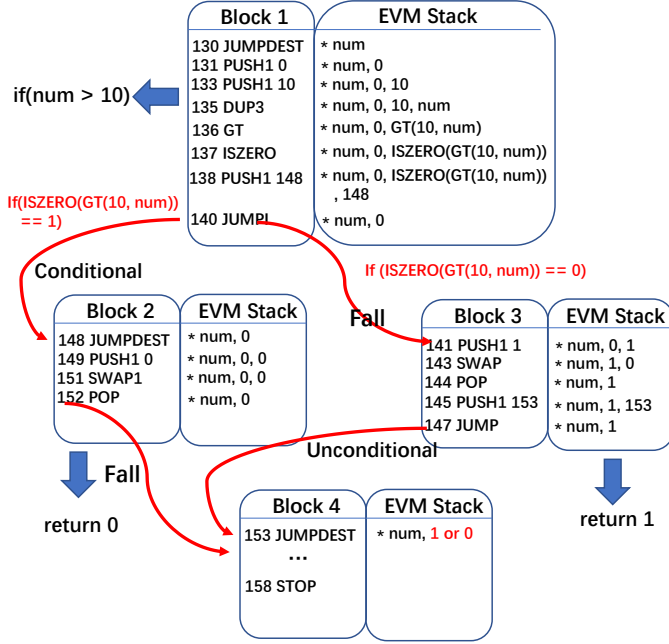 Block 1 EVM Stack
130 JUMPDEST * num
131 PUSH1 0 * num, 0
133 PUSH1 10 * num, 0, 10
if(num > 10)
135 DUP3 * num, 0, 10, num
136 GT * num, 0, GT(10, num)
137 ISZERO * num, 0, ISZERO(GT(10, num))
138 PUSH1 148 * num, 0, ISZERO(GT(10, num))
, 148
140 JUMPI * num, 0
If(ISZERO(GT(10, num))
== 1)
If (ISZERO(GT(10, num)) == 0)
Conditional
Fall
Block 2 EVM Stack
148 JUMPDEST * num, 0
149 PUSH1 0 * num, 0, 0
151 SWAP1 * num, 0, 0
152 POP * num, 0
Block 3 EVM Stack
141 PUSH1 1 * num, 0, 1
143 SWAP * num, 1, 0
144 POP * num, 1
145 PUSH1 153 * num, 1, 153
147 JUMP * num, 1
Unconditional
Fall
return 0
return 1
Block 4 EVM Stack
153 JUMPDEST * num, 1 or 0
...
158 STOP